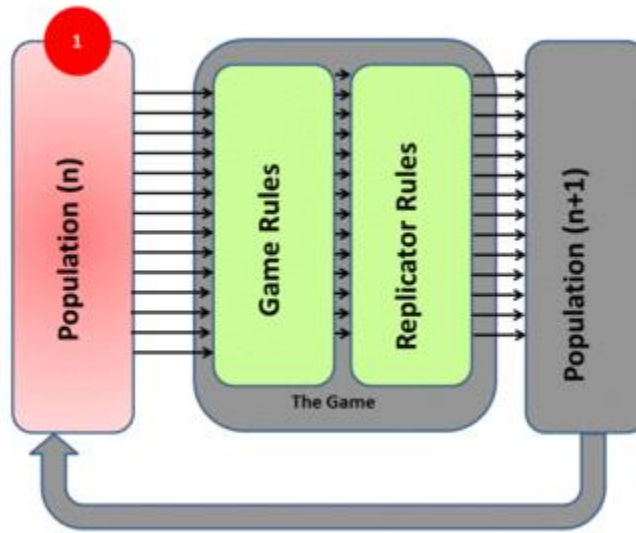 1
Population (n)
Game Rules
Replicator Rules
Population (n+1)
The Game